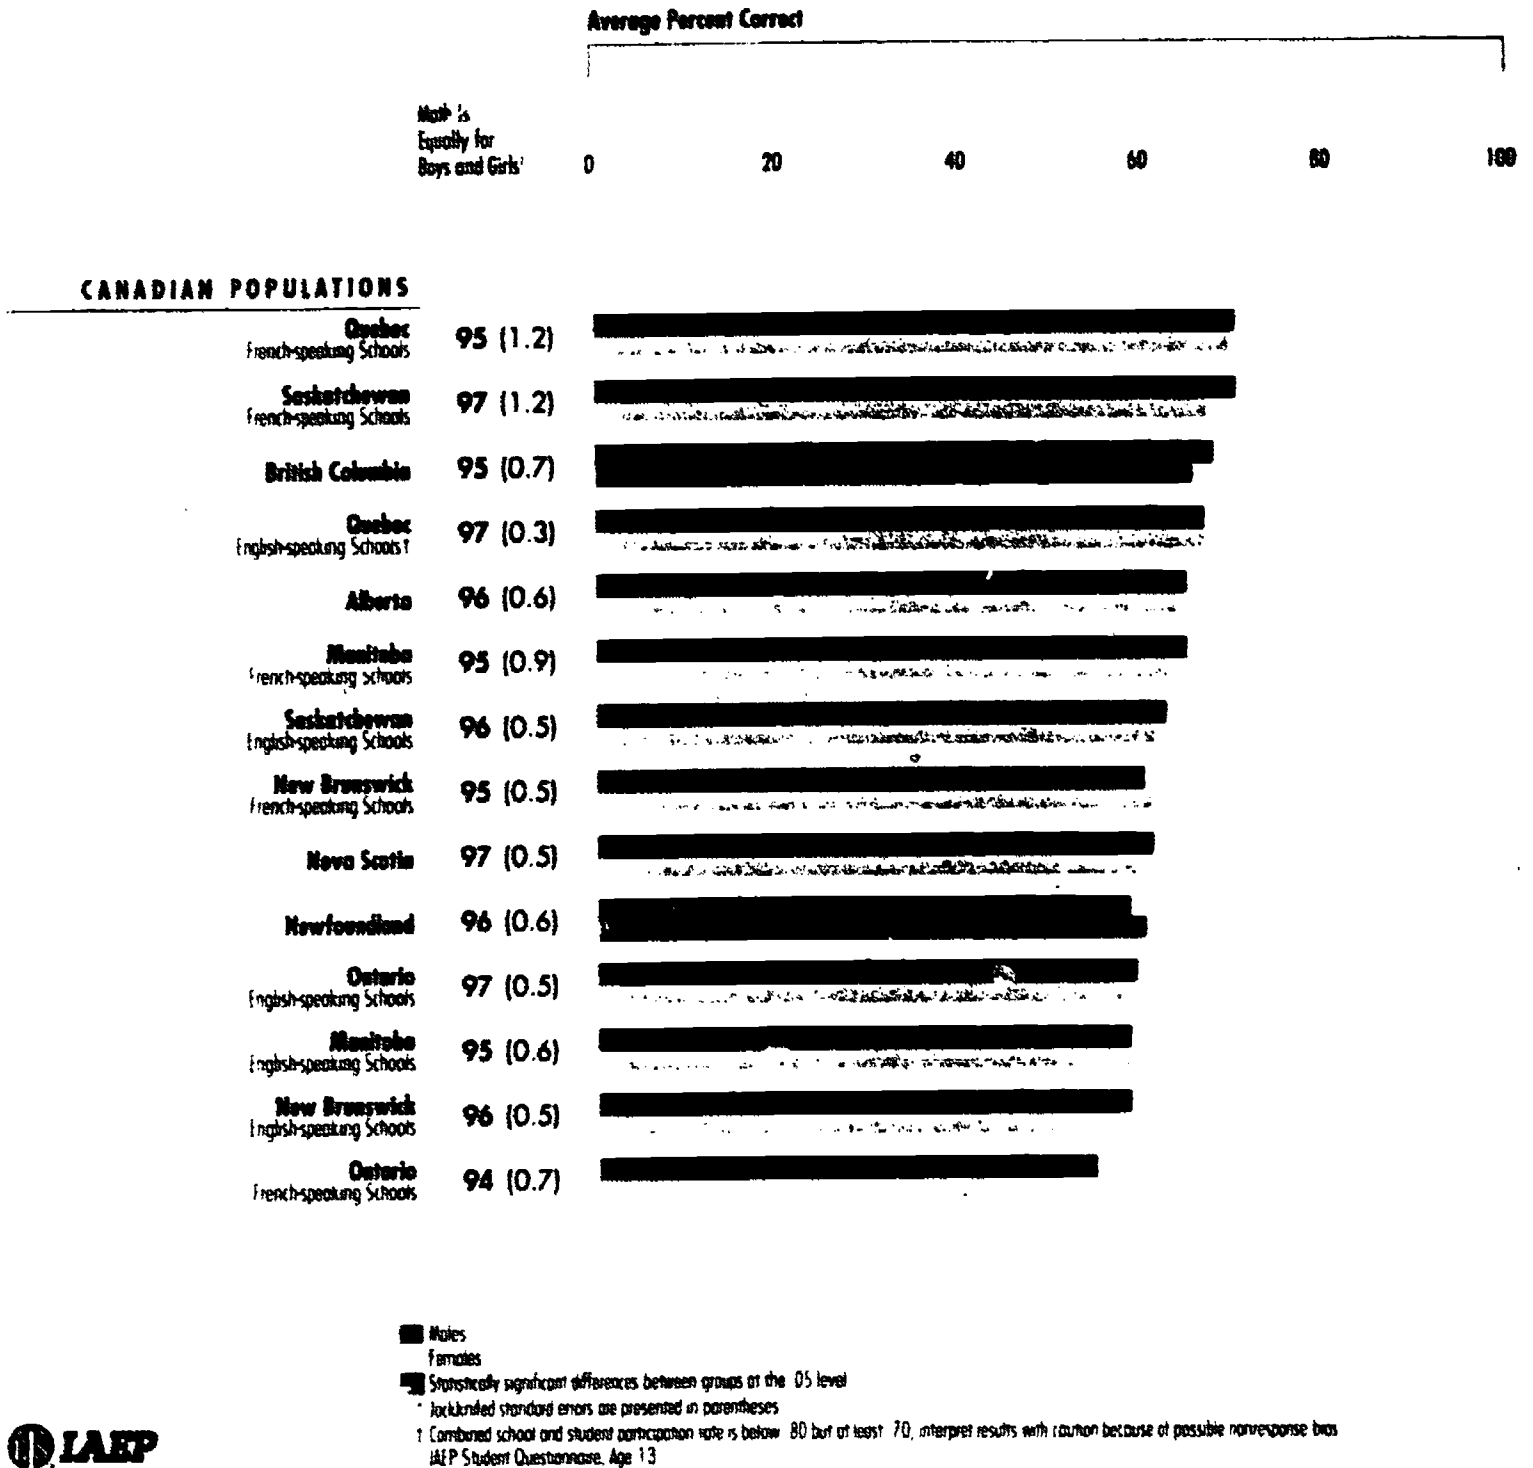 Average Percent Correct
Math is
Equally for
Boys and Girls*
0 20 40 60 80 100
CANADIAN POPULATIONS
Quebec
French-speaking Schools
95 (1.2)
Saskatchewan
French-speaking Schools
97 (1.2)
British Columbia
95 (0.7)
Quebec
English-speaking Schools†
97 (0.3)
Alberta
96 (0.6)
Manitoba
French-speaking Schools
95 (0.9)
Saskatchewan
English-speaking Schools
96 (0.5)
New Brunswick
French-speaking Schools
95 (0.5)
Nova Scotia
97 (0.5)
Newfoundland
96 (0.6)
Ontario
English-speaking Schools
97 (0.5)
Manitoba
English-speaking Schools
95 (0.6)
New Brunswick
English-speaking Schools
96 (0.5)
Ontario
French-speaking Schools
94 (0.7)
Males
Females
Statistically significant differences between groups at the .05 level
* Jackknifed standard errors are presented in parentheses
† Combined school and student participation rate is below .80 but at least .70, interpret results with caution because of possible nonresponse bias
IAEP Student Questionnaire, Age 13
IAEP